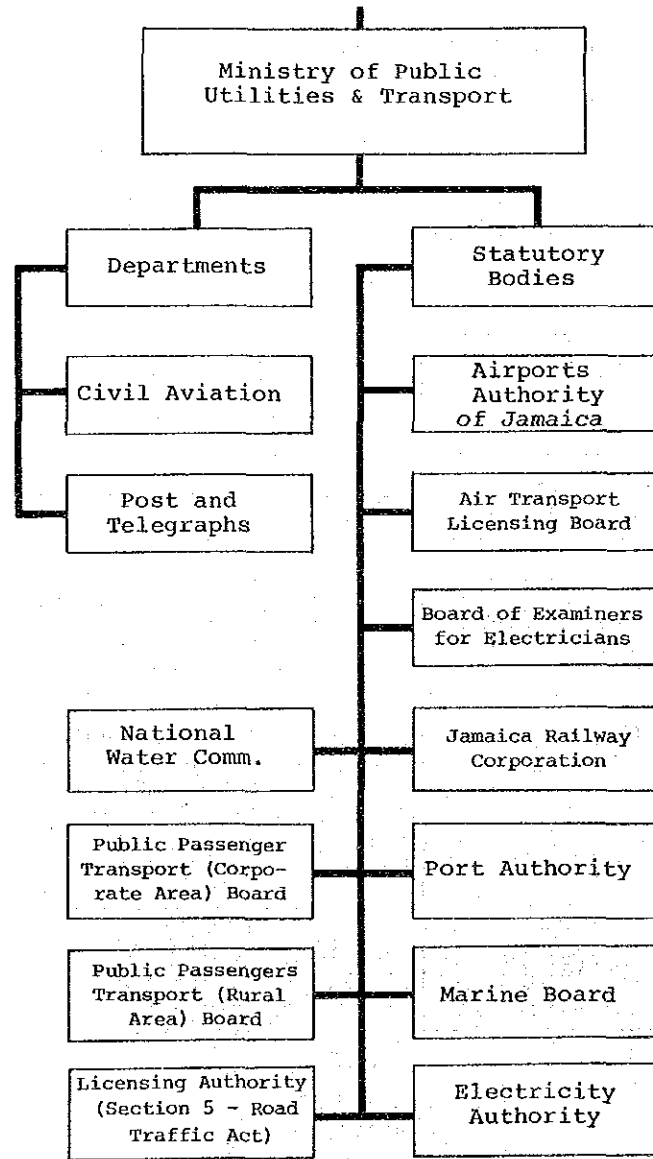 Ministry of Public
Utilities & Transport
Departments
Statutory
Bodies
Civil Aviation
Airports
Authority
of Jamaica
Post and
Telegraphs
Air Transport
Licensing Board
Board of Examiners
for Electricians
National
Water Comm.
Jamaica Railway
Corporation
Public Passenger
Transport (Corpo-
rate Area) Board
Port Authority
Public Passengers
Transport (Rural
Area) Board
Marine Board
Licensing Authority
(Section 5 - Road
Traffic Act)
Electricity
Authority